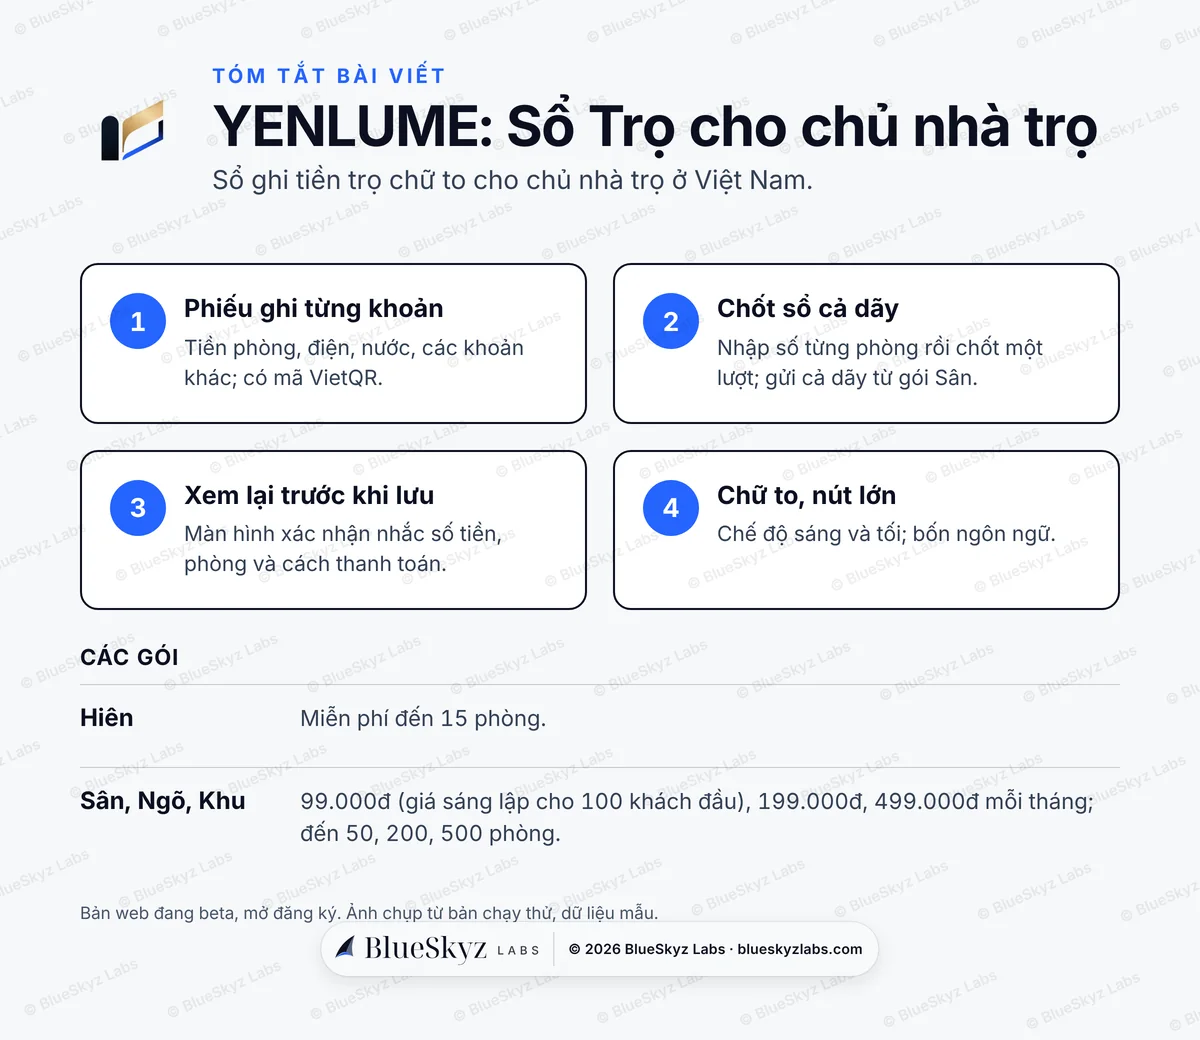 TÓM TẮT BÀI VIẾT
YENLUME: Sổ Trọ cho chủ nhà trọ
Sổ ghi tiền trọ chữ to cho chủ nhà trọ ở Việt Nam.
1
Phiếu ghi từng khoản
Tiền phòng, điện, nước, các khoản
khác; có mã VietQR.
2
Chốt sổ cả dãy
Nhập số từng phòng rồi chốt một
lượt; gửi cả dãy từ gói Sân.
3
Xem lại trước khi lưu
Màn hình xác nhận nhắc số tiền,
phòng và cách thanh toán.
4
Chữ to, nút lớn
Chế độ sáng và tối; bốn ngôn ngữ.
CÁC GÓI
Hiên
Miễn phí đến 15 phòng.
Sân, Ngõ, Khu
99.000đ (giá sáng lập cho 100 khách đầu), 199.000đ, 499.000đ mỗi tháng;
đến 50, 200, 500 phòng.
Bản web đang beta, mở đăng ký. Ảnh chụp từ bản chạy thử, dữ liệu mẫu.
BlueSkyz LABS
© 2026 BlueSkyz Labs · blueskyzlabs.com
© BlueSkyz Labs